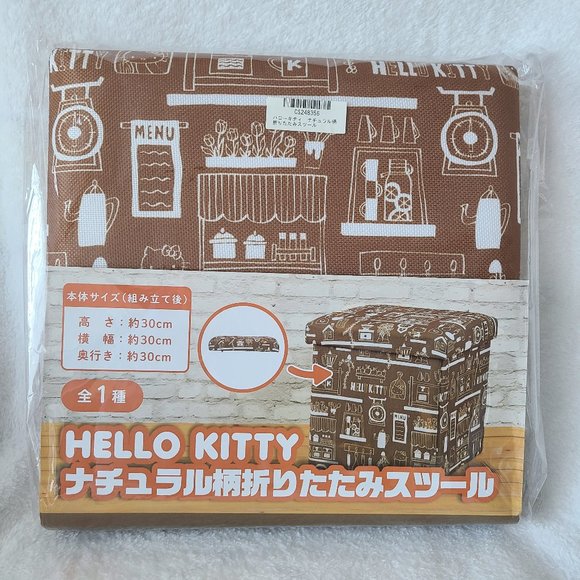 HELLO KITTY
K
C1248356
ハローキティ ナチュラル柄
折りたたみスツール
MENU
本体サイズ(組み立て後)
高さ:約30cm
横幅:約30cm
奥行き:約30cm
全1種
HELLO KITTY
MENU
HELLO KITTY
ナチュラル柄折りたたみスツール